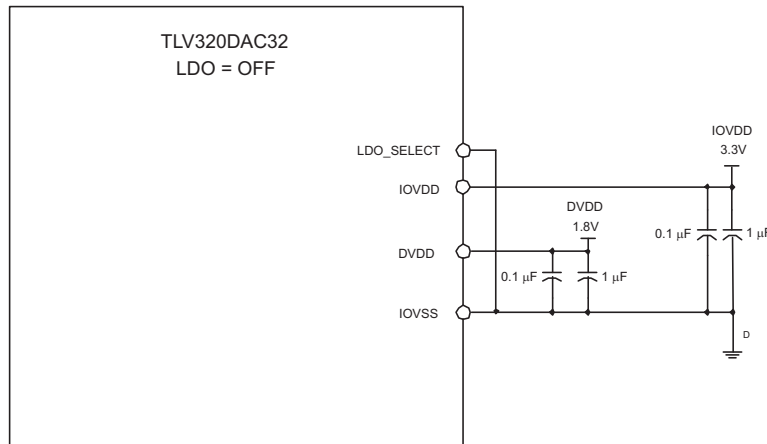 TLV320DAC32
LDO = OFF
LDO_SELECT
IOVDD
3.3V
IOVDD
DVDD
1.8V
0.1 μF
1 μF
DVDD
0.1 μF
1 μF
IOVSS
D